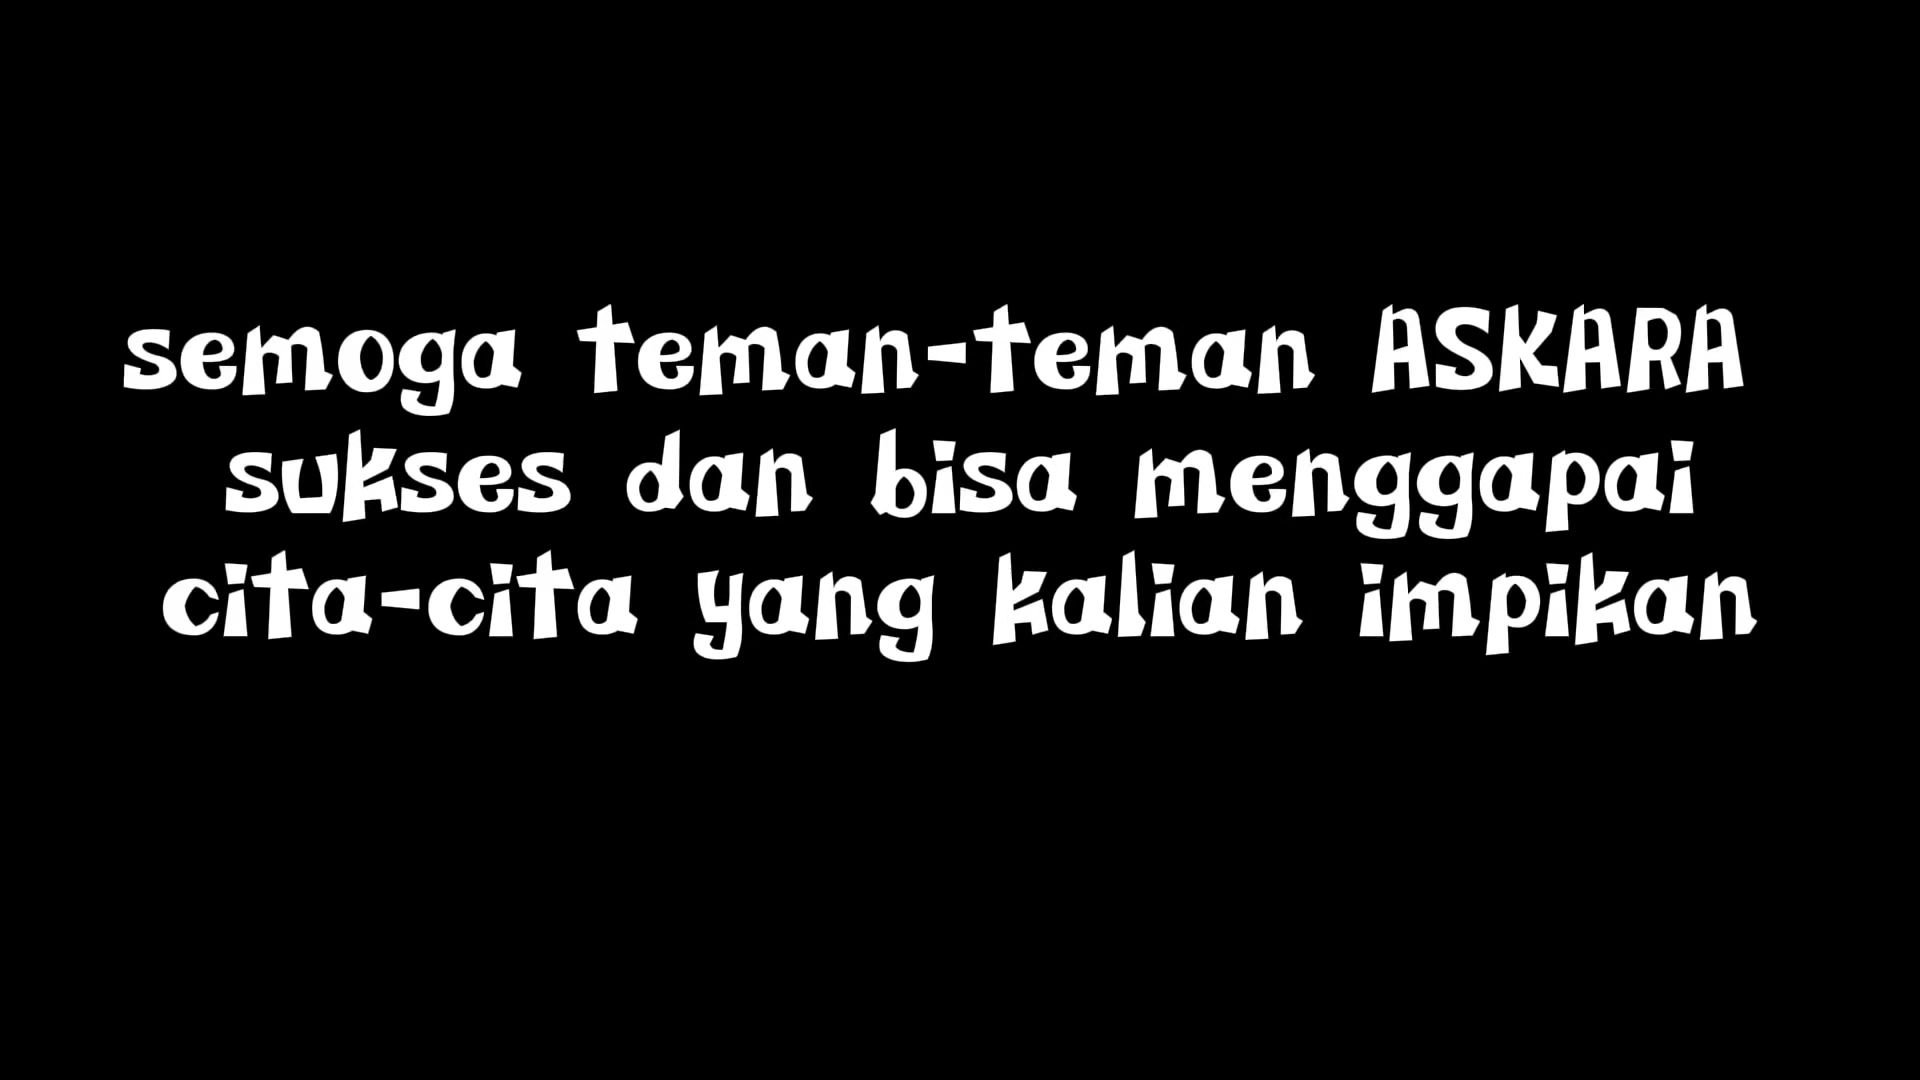 semoga teman-teman ASKARA
sukses dan bisa menggapai
cita-cita yang kalian impikan